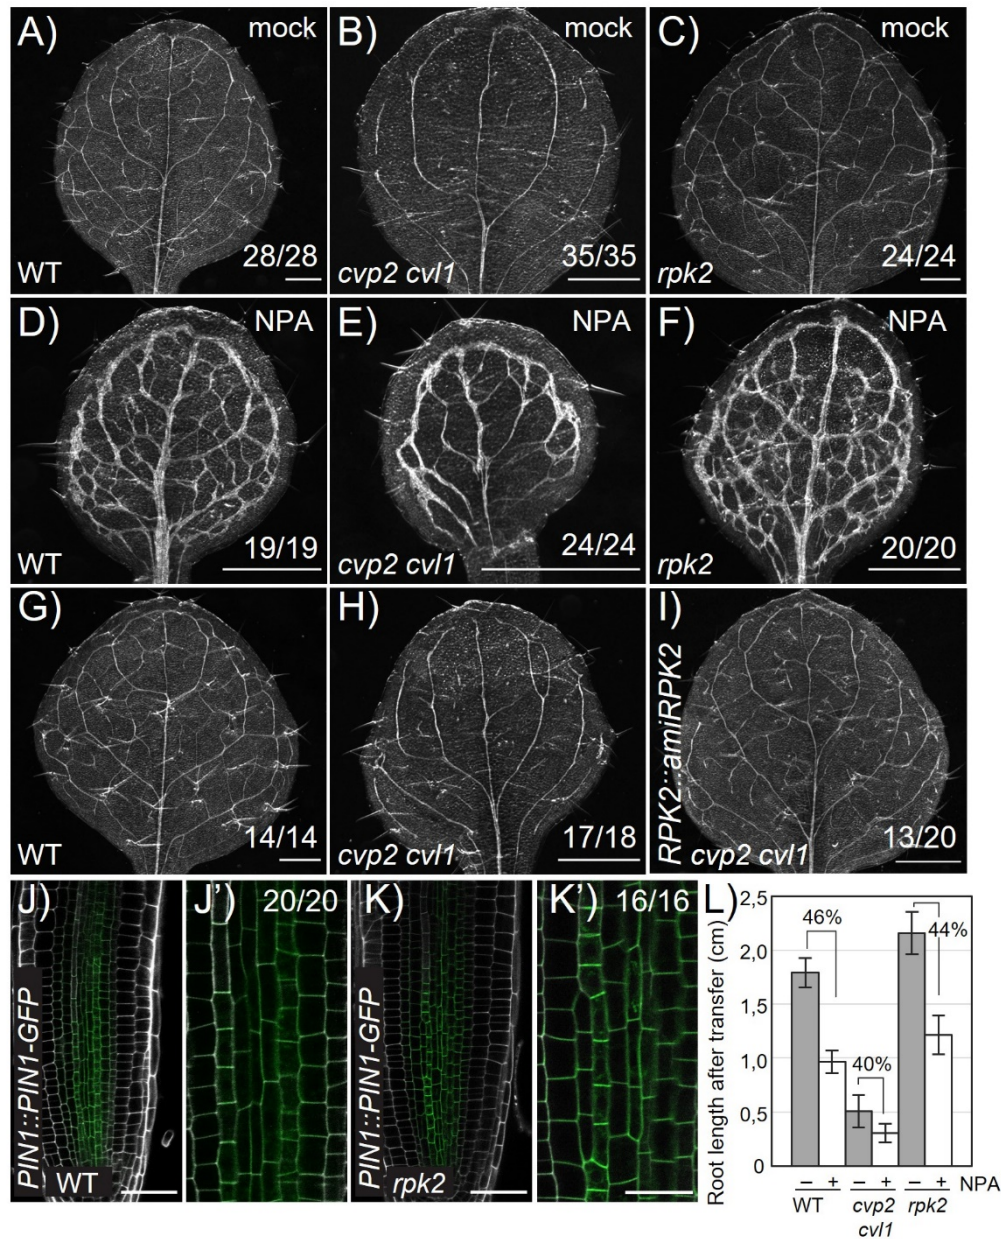 A) mock
WT 28/28
B) mock
cvp2 cvl1 35/35
C) mock
rpk2 24/24
D) NPA
WT 19/19
E) NPA
cvp2 cvl1 24/24
F) NPA
rpk2 20/20
G)
WT 14/14
H)
cvp2 cvl1 17/18
I)
RPK2::amiRPK2
cvp2 cvl1 13/20
J)
PIN1::PIN1-GFP
WT
J') 20/20
K)
PIN1::PIN1-GFP
rpk2
K') 16/16
L)
Root length after transfer (cm)
2,5
2,0
1,5
1,0
0,5
0
46%
40%
44%
– + – + – + NPA
WT cvp2 rpk2
cvl1